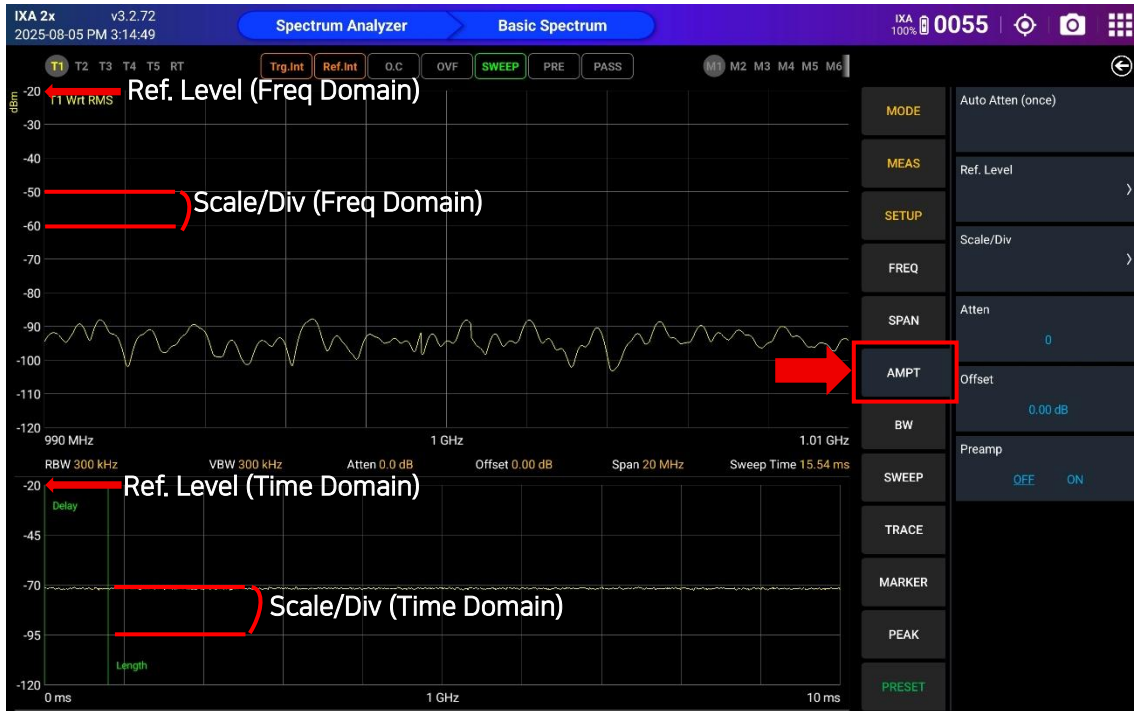 IXA 2x v3.2.72
2025-08-05 PM 3:14:49
Spectrum Analyzer
Basic Spectrum
IXA
100%
0055
T1 T2 T3 T4 T5 RT
Trg.Int Ref.Int O.C OVF SWEEP PRE PASS
M1 M2 M3 M4 M5 M6
dBm
-20
T1 Wrt RMS
Ref. Level (Freq Domain)
-30
-40
-50
Scale/Div (Freq Domain)
-60
-70
-80
-90
-100
-110
-120
990 MHz 1 GHz 1.01 GHz
RBW 300 kHz VBW 300 kHz Atten 0.0 dB Offset 0.00 dB Span 20 MHz Sweep Time 15.54 ms
-20
Ref. Level (Time Domain)
Delay
-45
-70
Scale/Div (Time Domain)
-95
Length
-120
0 ms 1 GHz 10 ms
MODE
MEAS
SETUP
FREQ
SPAN
AMPT
BW
SWEEP
TRACE
MARKER
PEAK
PRESET
Auto Atten (once)
Ref. Level
Scale/Div
Atten
0
Offset
0.00 dB
Preamp
OFF ON